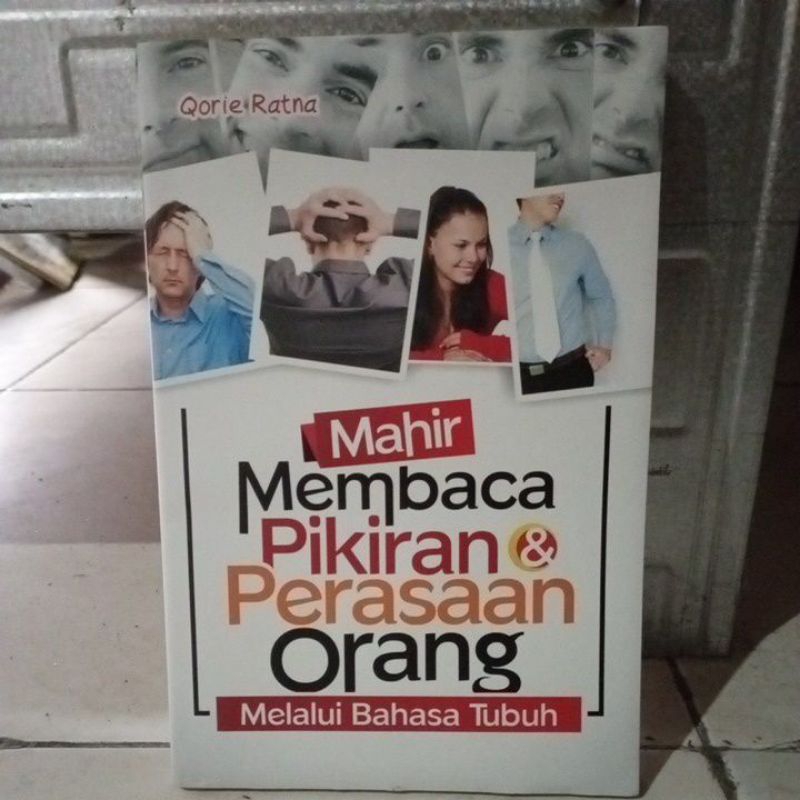 Qorie Ratna
Mahir
Membaca
Pikiran &
Perasaan
Orang
Melalui Bahasa Tubuh